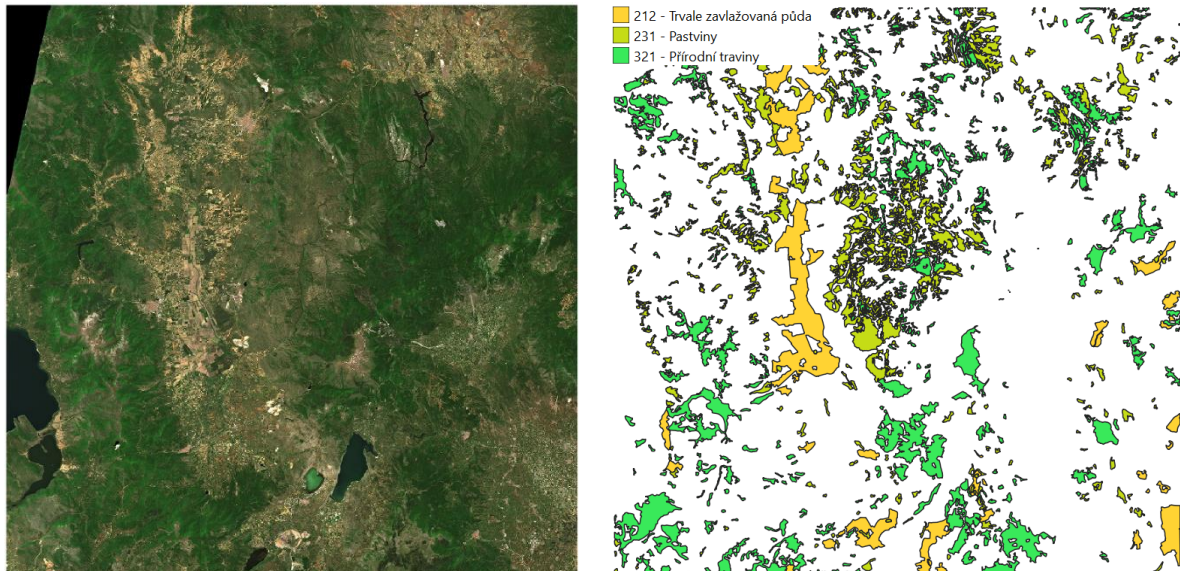 212 - Trvale zavlažovaná půda
231 - Pastviny
321 - Přírodní traviny